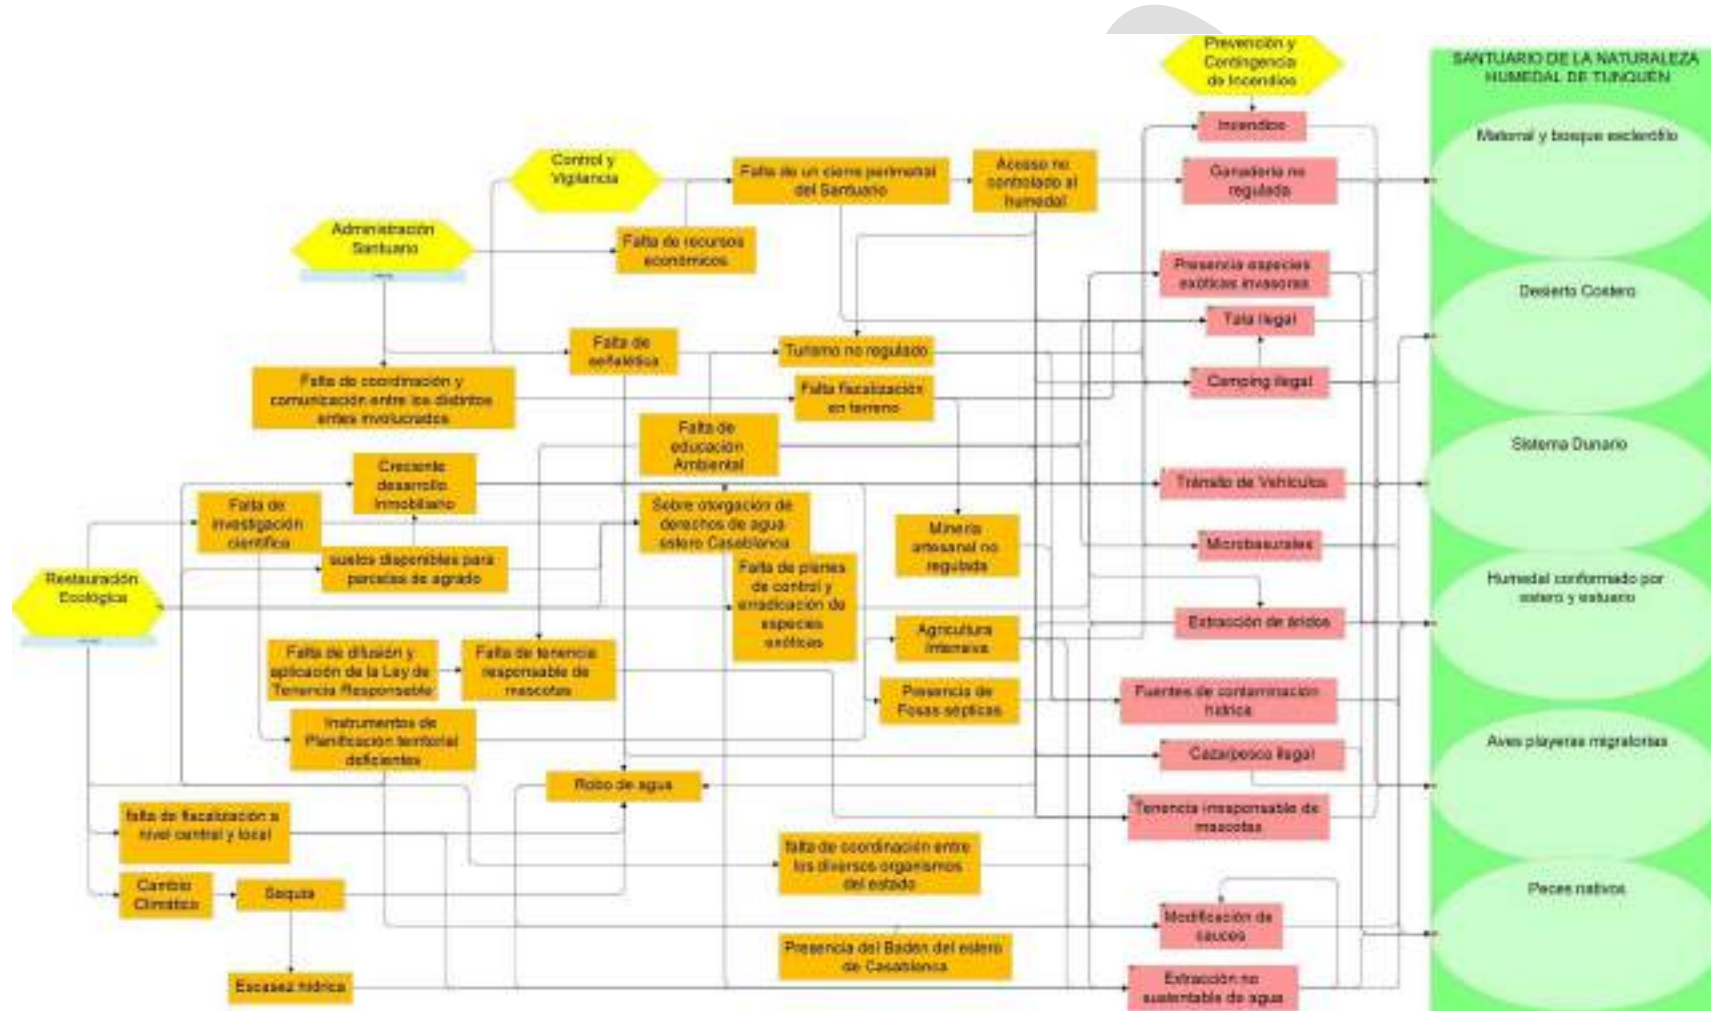 Prevención y
Contingencia
de Incendios
SANTUARIO DE LA NATURALEZA
HUMEDAL DE TUNQUÉN
Incendios
Matorral y bosque esclerófilo
Control y
Vigilancia
Falta de un cierre perimetral
del Santuario
Acceso no
controlado al
humedal
Ganadería no
regulada
Administración
Santuario
Falta de recursos
económicos
Presencia especies
exóticas invasoras
Desierto Costero
Tala ilegal
Falta de
señalética
Turismo no regulado
Falta de coordinación y
comunicación entre los distintos
entes involucrados
Falta fiscalización
en terreno
Camping ilegal
Falta de
educación
Ambiental
Sistema Dunario
Creciente
desarrollo
Inmobiliario
Tránsito de Vehículos
Falta de
investigación
científica
Sobre otorgación de
derechos de agua
estero Casablanca
Minería
artesanal no
regulada
Microbasurales
suelos disponibles para
parcelas de agrado
Restauración
Ecológica
Falta de planes
de control y
erradicación de
especies
exóticas
Humedal conformado por
estero y estuario
Extracción de áridos
Agricultura
Intensiva
Falta de difusión y
aplicación de la Ley de
Tenencia Responsable
Falta de tenencia
responsable de
mascotas
Presencia de
Fosas sépticas
Fuentes de contaminación
hídrica
Instrumentos de
Planificación territorial
deficientes
Caza/pesca ilegal
Aves playeras migratorias
Robo de agua
falta de fiscalización a
nivel central y local
Tenencia irresponsable de
mascotas
falta de coordinación entre
los diversos organismos
del estado
Cambio
Climático
Sequía
Peces nativos
Modificación de
cauces
Presencia del Badén del estero
de Casablanca
Escasez hídrica
Extracción no
sustentable de agua